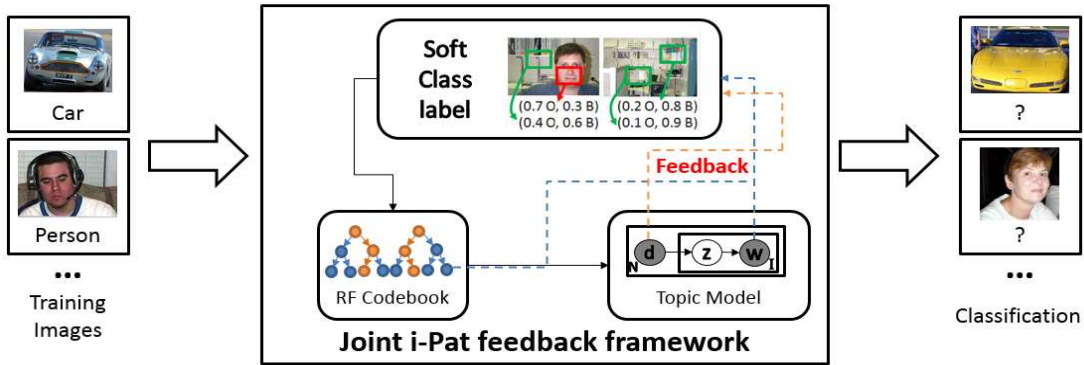 Car
Person
...
Training
Images
Soft
Class
label
(0.7 O, 0.3 B)
(0.4 O, 0.6 B)
(0.2 O, 0.8 B)
(0.1 O, 0.9 B)
Feedback
RF Codebook
d
z
w
N
I
Topic Model
Joint i-Pat feedback framework
?
?
...
Classification